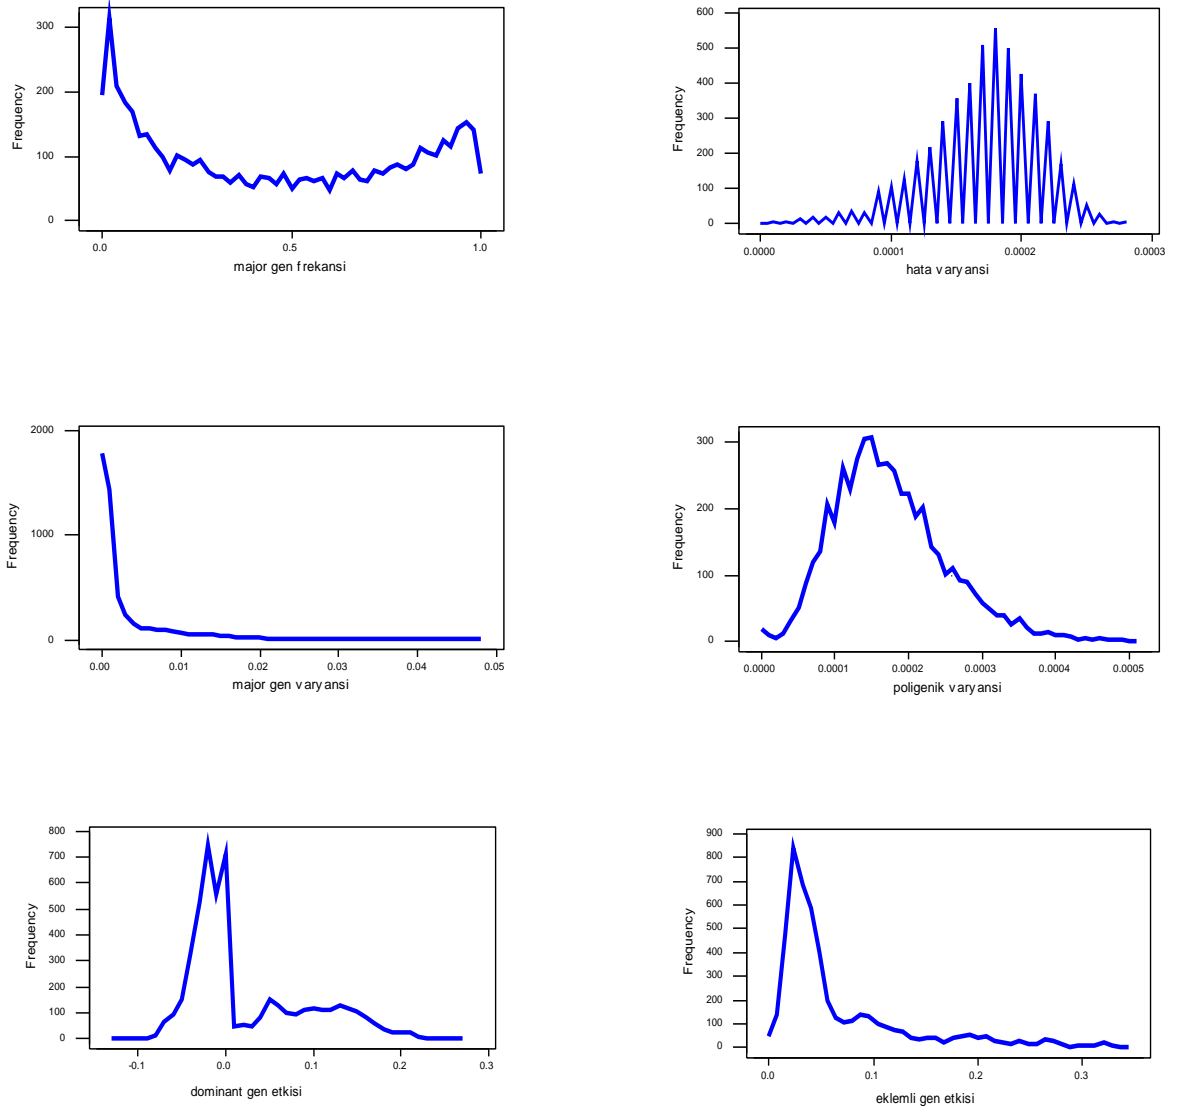 300
200
100
0
Frequency
0.0 0.5 1.0
major gen frekansi
600
500
400
300
200
100
0
Frequency
0.0000 0.0001 0.0002 0.0003
hata varyansi
2000
1000
0
Frequency
0.00 0.01 0.02 0.03 0.04 0.05
major gen varyansi
300
200
100
0
Frequency
0.0000 0.0001 0.0002 0.0003 0.0004 0.0005
poligenik varyansi
800
700
600
500
400
300
200
100
0
Frequency
-0.1 0.0 0.1 0.2 0.3
dominant gen etkisi
900
800
700
600
500
400
300
200
100
0
Frequency
0.0 0.1 0.2 0.3
eklemli gen etkisi